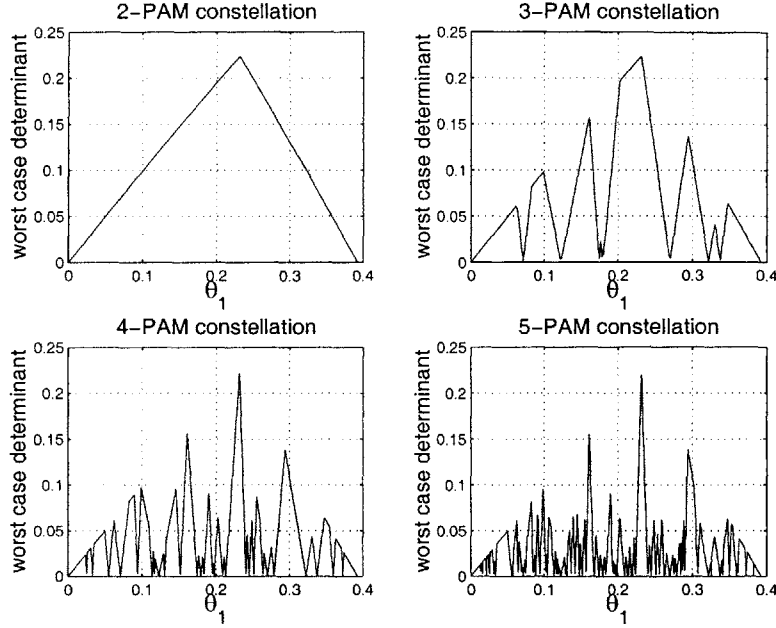 2-PAM constellation
worst case determinant
0.25
0.2
0.15
0.1
0.05
0
0 0.1 0.2 0.3 0.4
θ1
3-PAM constellation
worst case determinant
0.25
0.2
0.15
0.1
0.05
0
0 0.1 0.2 0.3 0.4
θ1
4-PAM constellation
worst case determinant
0.25
0.2
0.15
0.1
0.05
0
0 0.1 0.2 0.3 0.4
θ1
5-PAM constellation
worst case determinant
0.25
0.2
0.15
0.1
0.05
0
0 0.1 0.2 0.3 0.4
θ1